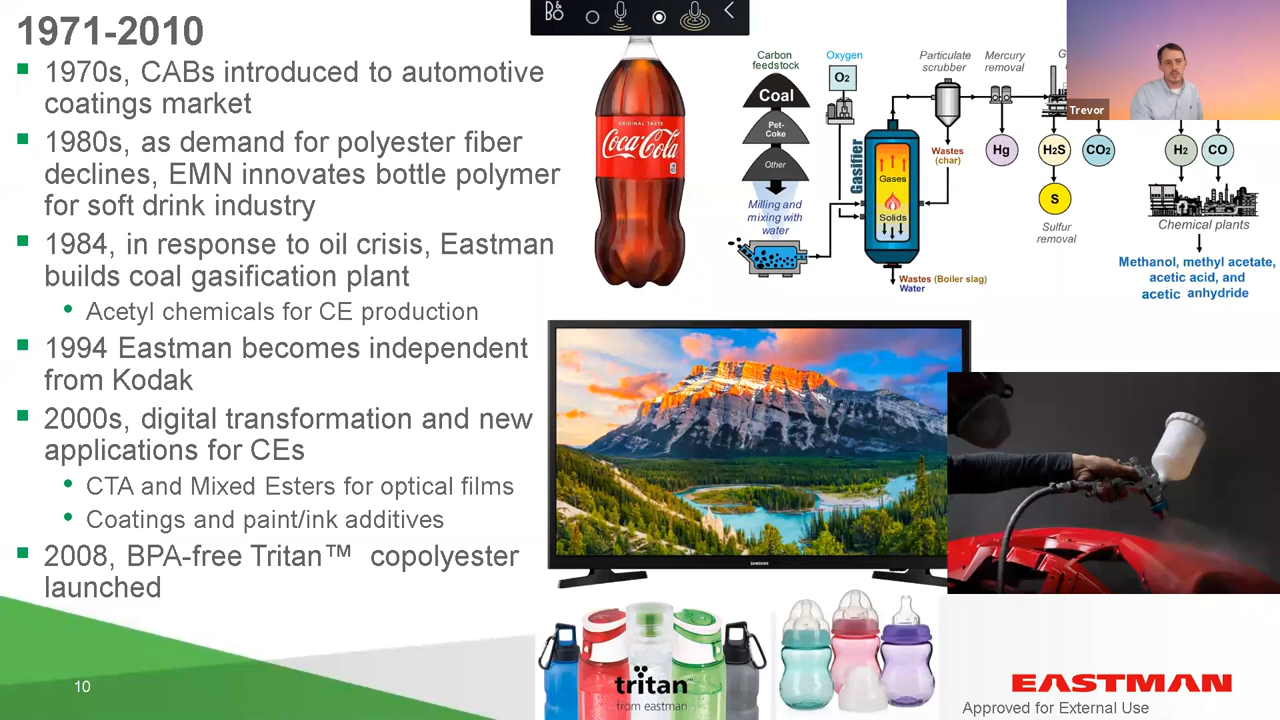 1971-2010
1970s, CABs introduced to automotive
coatings market
1980s, as demand for polyester fiber
declines, EMN innovates bottle polymer
for soft drink industry
1984, in response to oil crisis, Eastman
builds coal gasification plant
Acetyl chemicals for CE production
1994 Eastman becomes independent
from Kodak
2000s, digital transformation and new
applications for CEs
CTA and Mixed Esters for optical films
Coatings and paint/ink additives
2008, BPA-free Tritan™ copolyester
launched
10
B&O
ORIGINAL TASTE
Coca-Cola
Carbon
feedstock
Coal
Pet-
Coke
Other
Milling and
mixing with
water
Oxygen
O2
Gasifier
Gases
Solids
Wastes (Boiler slag)
Water
Particulate
scrubber
Wastes
(char)
Mercury
removal
Hg
G
H2S
CO2
S
Sulfur
removal
Trevor
H2
CO
Chemical plants
Methanol, methyl acetate,
acetic acid, and
acetic anhydride
SAMSUNG
tritan™
from eastman
EASTMAN
Approved for External Use